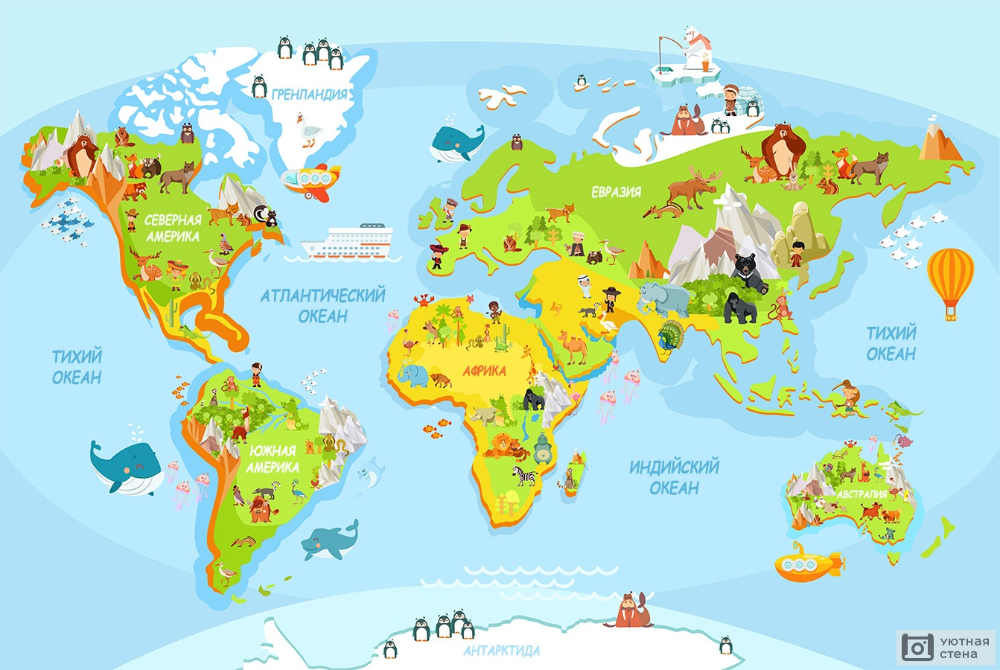 ГРЕНЛАНДИЯ
ЕВРАЗИЯ
СЕВЕРНАЯ
АМЕРИКА
АТЛАНТИЧЕСКИЙ
ОКЕАН
ТИХИЙ
ОКЕАН
ТИХИЙ
ОКЕАН
АФРИКА
ЮЖНАЯ
АМЕРИКА
ИНДИЙСКИЙ
ОКЕАН
АВСТРАЛИЯ
АНТАРКТИДА
уютная
стена